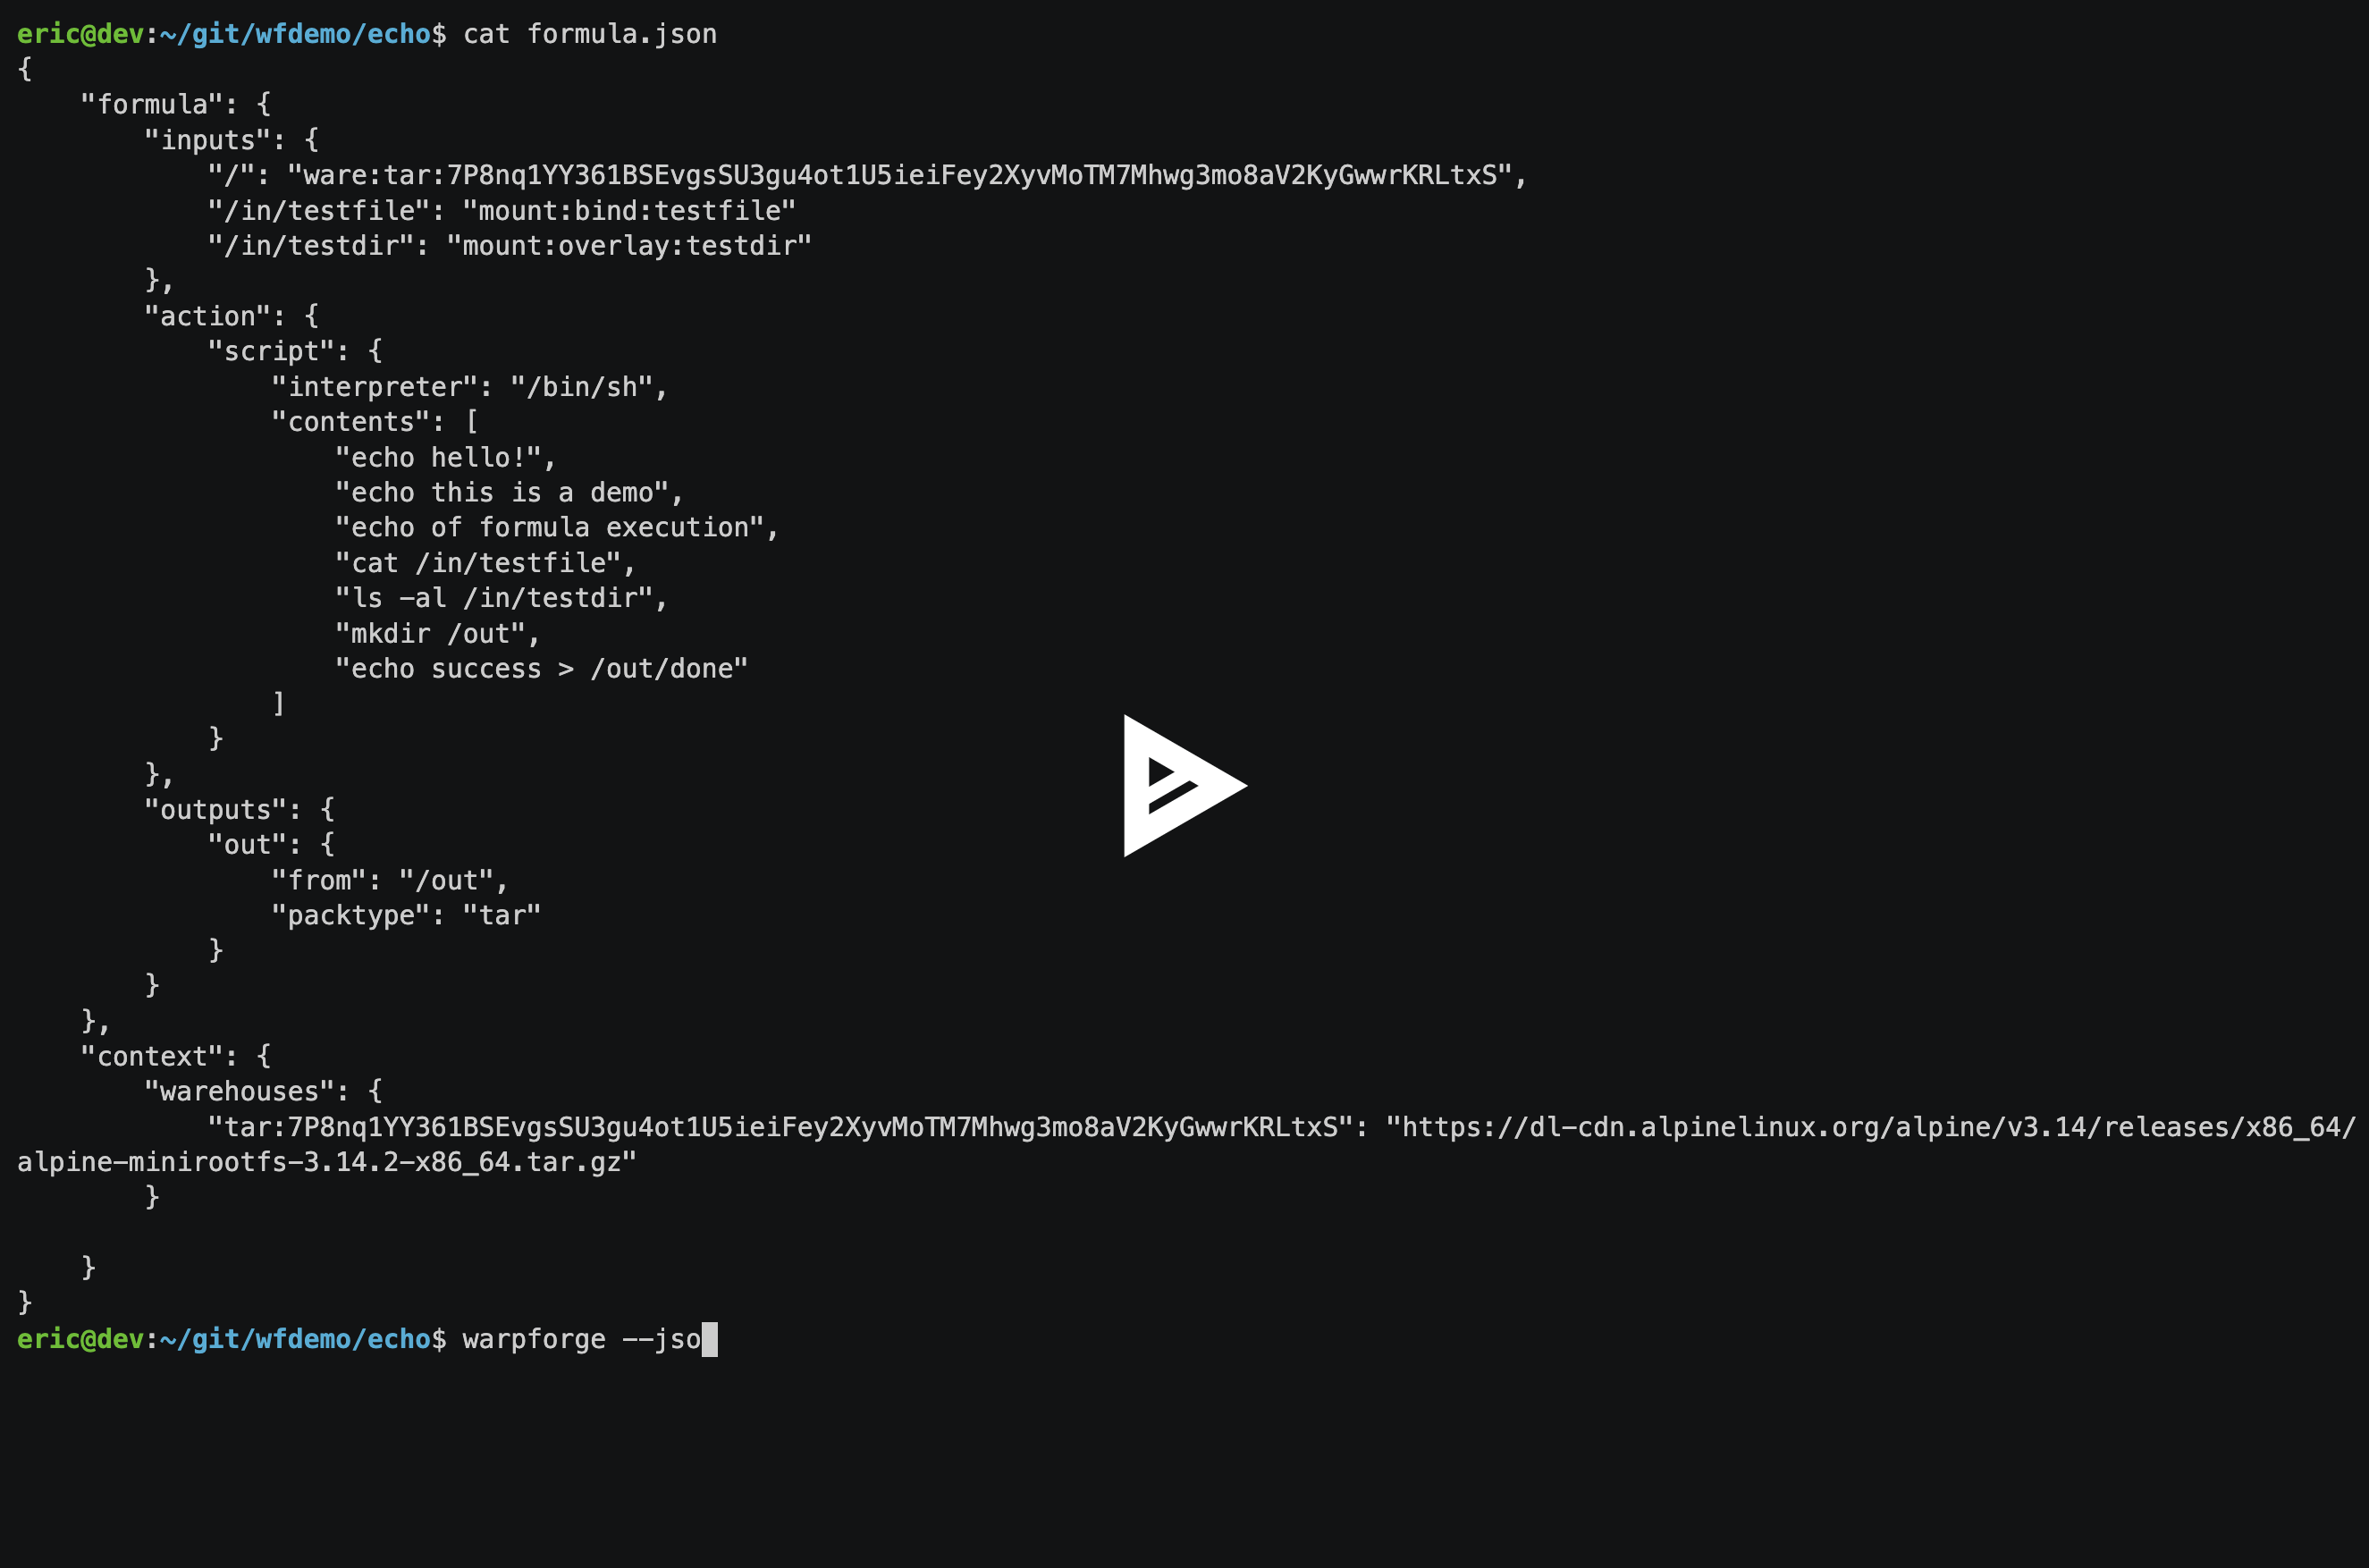 eric@dev:~/git/wfdemo/echo$ cat formula.json
{
    "formula": {
        "inputs": {
            "/": "ware:tar:7P8nq1YY361BSEvgsSU3gu4ot1U5ieiFey2XyvMoTM7Mhwg3mo8aV2KyGwwrKRLtxS",
            "/in/testfile": "mount:bind:testfile"
            "/in/testdir": "mount:overlay:testdir"
        },
        "action": {
            "script": {
                "interpreter": "/bin/sh",
                "contents": [
                    "echo hello!",
                    "echo this is a demo",
                    "echo of formula execution",
                    "cat /in/testfile",
                    "ls -al /in/testdir",
                    "mkdir /out",
                    "echo success > /out/done"
                ]
            }
        },
        "outputs": {
            "out": {
                "from": "/out",
                "packtype": "tar"
            }
        }
    },
    "context": {
        "warehouses": {
            "tar:7P8nq1YY361BSEvgsSU3gu4ot1U5ieiFey2XyvMoTM7Mhwg3mo8aV2KyGwwrKRLtxS": "https://dl-cdn.alpinelinux.org/alpine/v3.14/releases/x86_64/
alpine-minirootfs-3.14.2-x86_64.tar.gz"
        }

    }
}
eric@dev:~/git/wfdemo/echo$ warpforge --jso